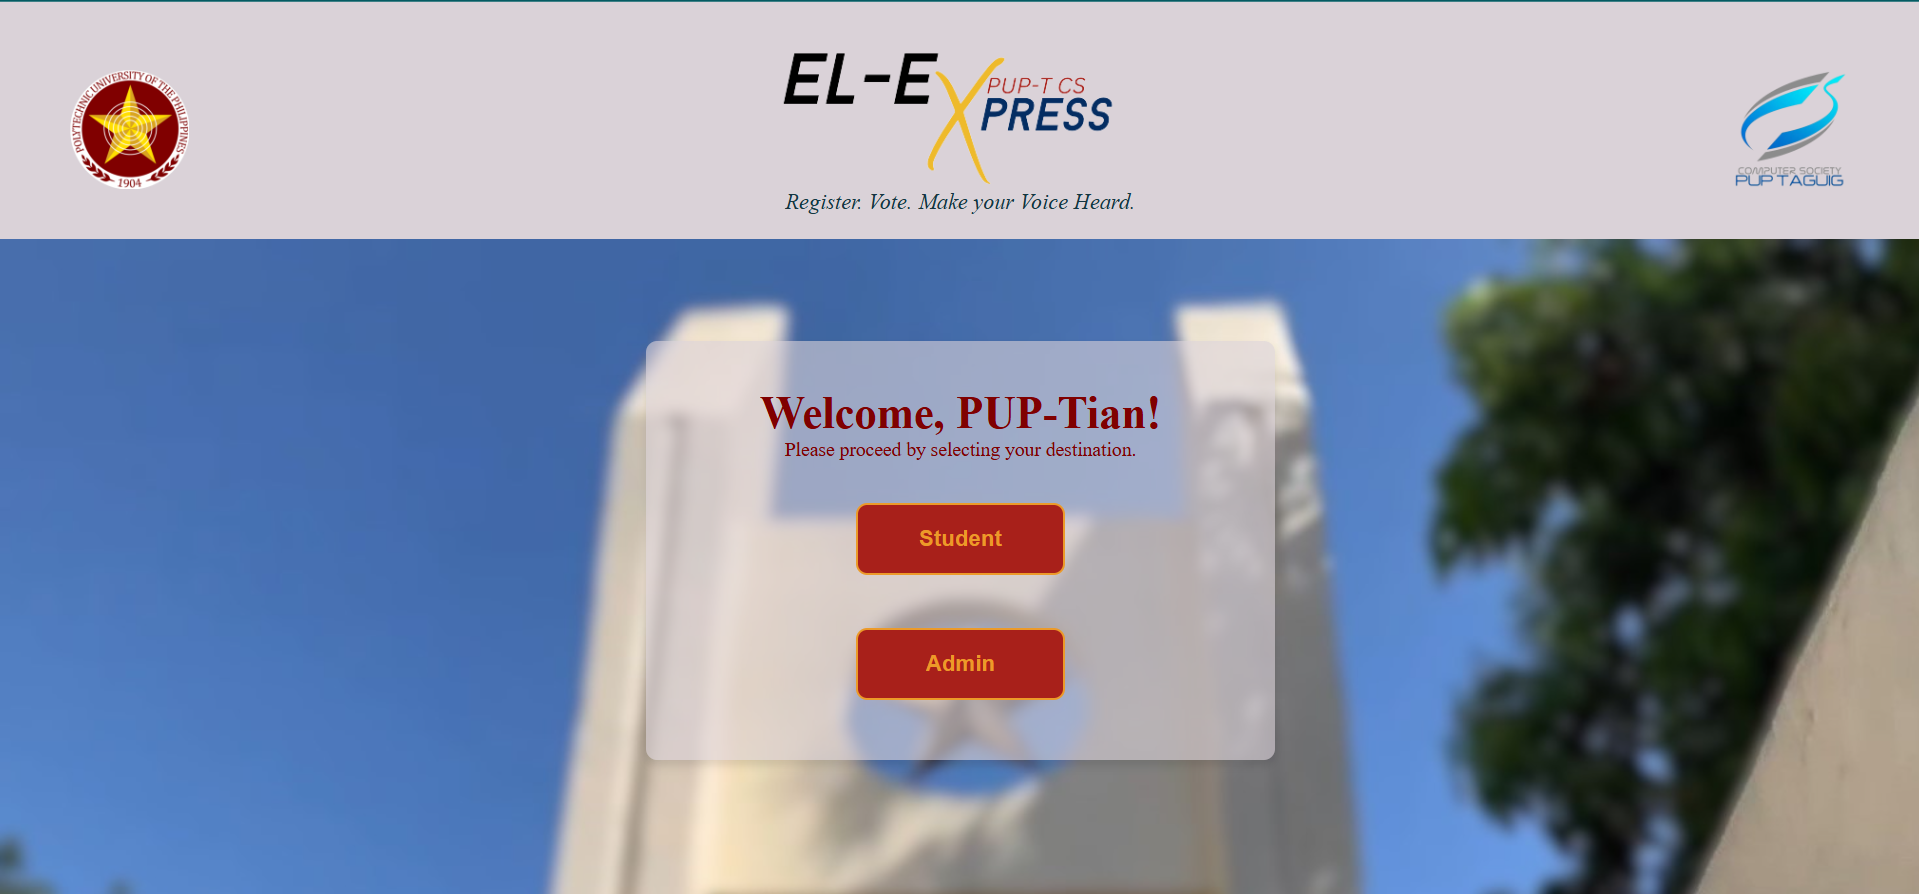 POLYTECHNIC UNIVERSITY OF THE PHILIPPINES
1904
EL-EXPRESS
PUP-T CS
Register. Vote. Make your Voice Heard.
COMPUTER SOCIETY
PUP TAGUIG
Welcome, PUP-Tian!
Please proceed by selecting your destination.
Student
Admin